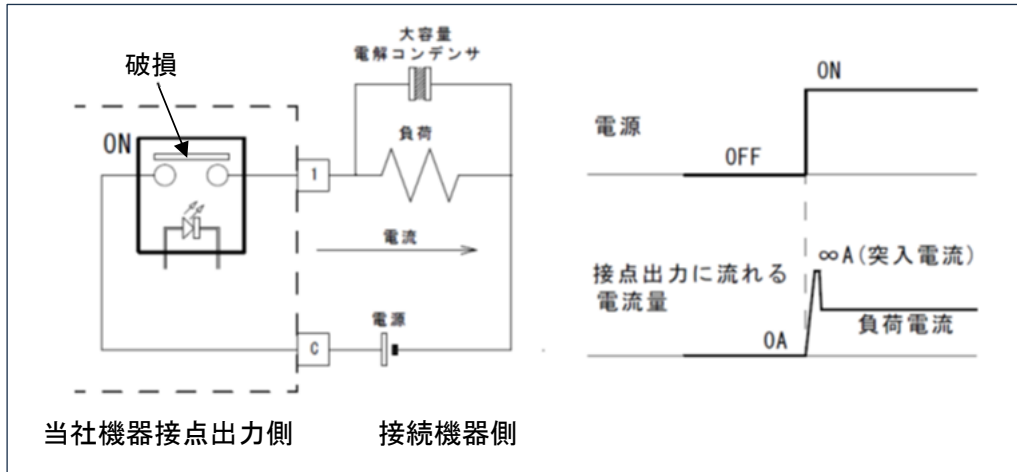 大容量
電解コンデンサ
破損
ON
負荷
1
電流
電源
C
当社機器接点出力側
接続機器側
ON
電源
OFF
∞A(突入電流)
接点出力に流れる
電流量
負荷電流
0A